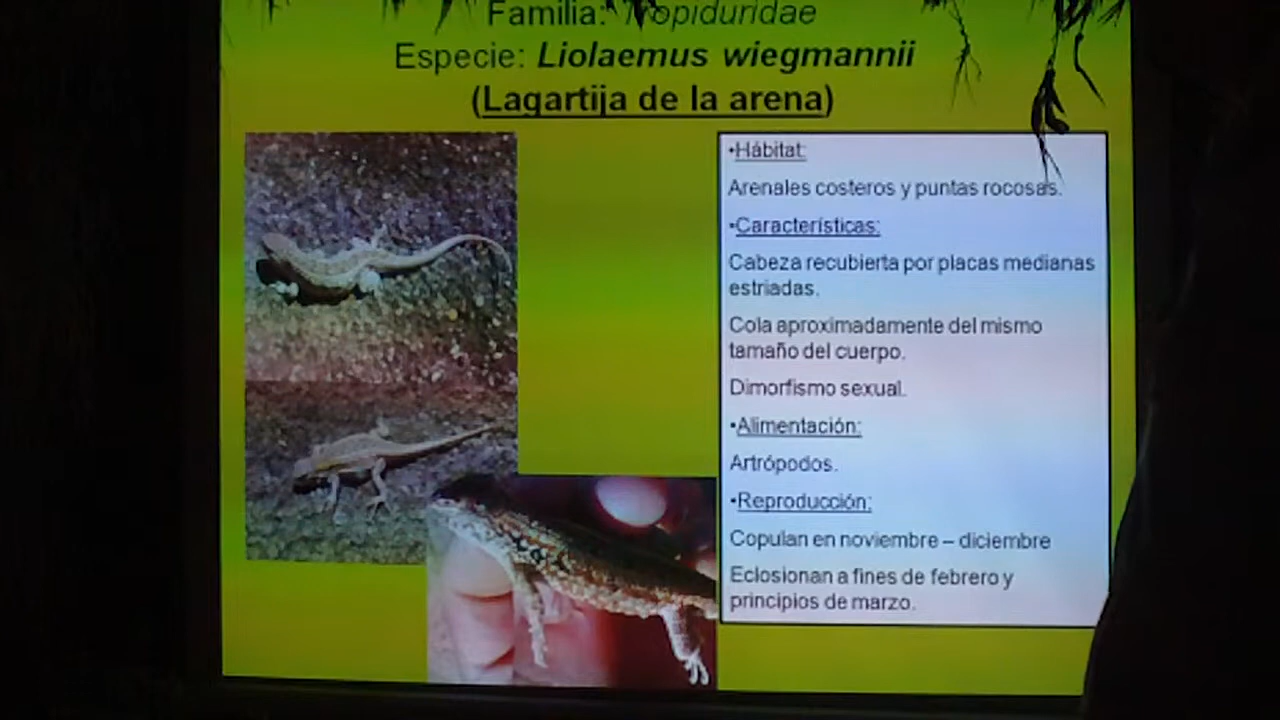 Familia: Tropiduridae
Especie: Liolaemus wiegmannii
(Lagartija de la arena)
•Hábitat:
Arenales costeros y puntas rocosas.
•Características:
Cabeza recubierta por placas medianas
estriadas.
Cola aproximadamente del mismo
tamaño del cuerpo.
Dimorfismo sexual.
•Alimentación:
Artrópodos.
•Reproducción:
Copulan en noviembre – diciembre
Eclosionan a fines de febrero y
principios de marzo.